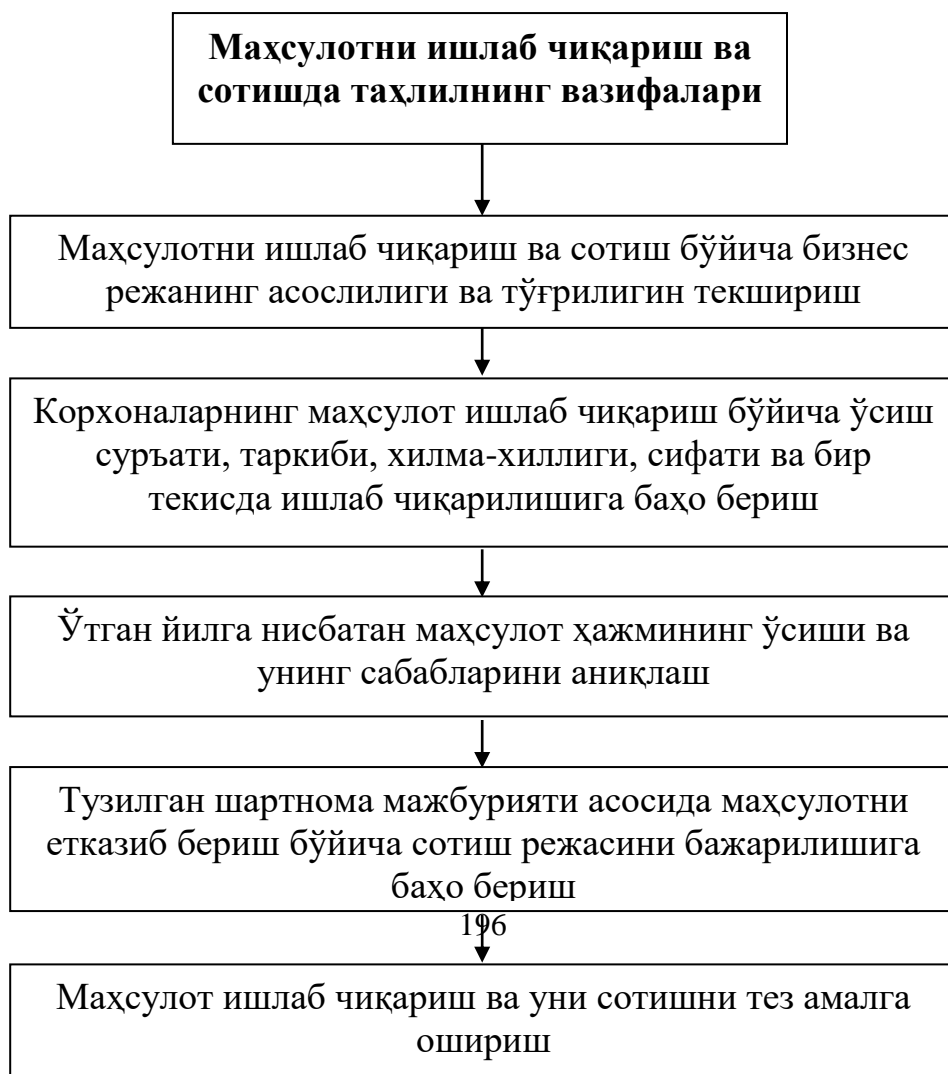 Маҳсулотни ишлаб чиқариш ва
сотишда таҳлилнинг вазифалари
Маҳсулотни ишлаб чиқариш ва сотиш бўйича бизнес
режанинг асослилиги ва тўғрилигин текшириш
Корхоналарнинг маҳсулот ишлаб чиқариш бўйича ўсиш
суръати, таркиби, хилма-хиллиги, сифати ва бир
текисда ишлаб чиқарилишига баҳо бериш
Ўтган йилга нисбатан маҳсулот ҳажмининг ўсиши ва
унинг сабабларини аниқлаш
Тузилган шартнома мажбурияти асосида маҳсулотни
етказиб бериш бўйича сотиш режасини бажарилишига
баҳо бериш
196
Маҳсулот ишлаб чиқариш ва уни сотишни тез амалга
ошириш